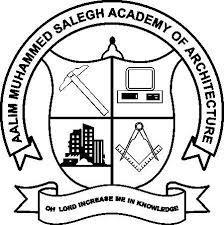 AALIM MUHAMMED SALEGH ACADEMY OF ARCHITECTURE
OH LORD INCREASE ME IN KNOWLEDGE